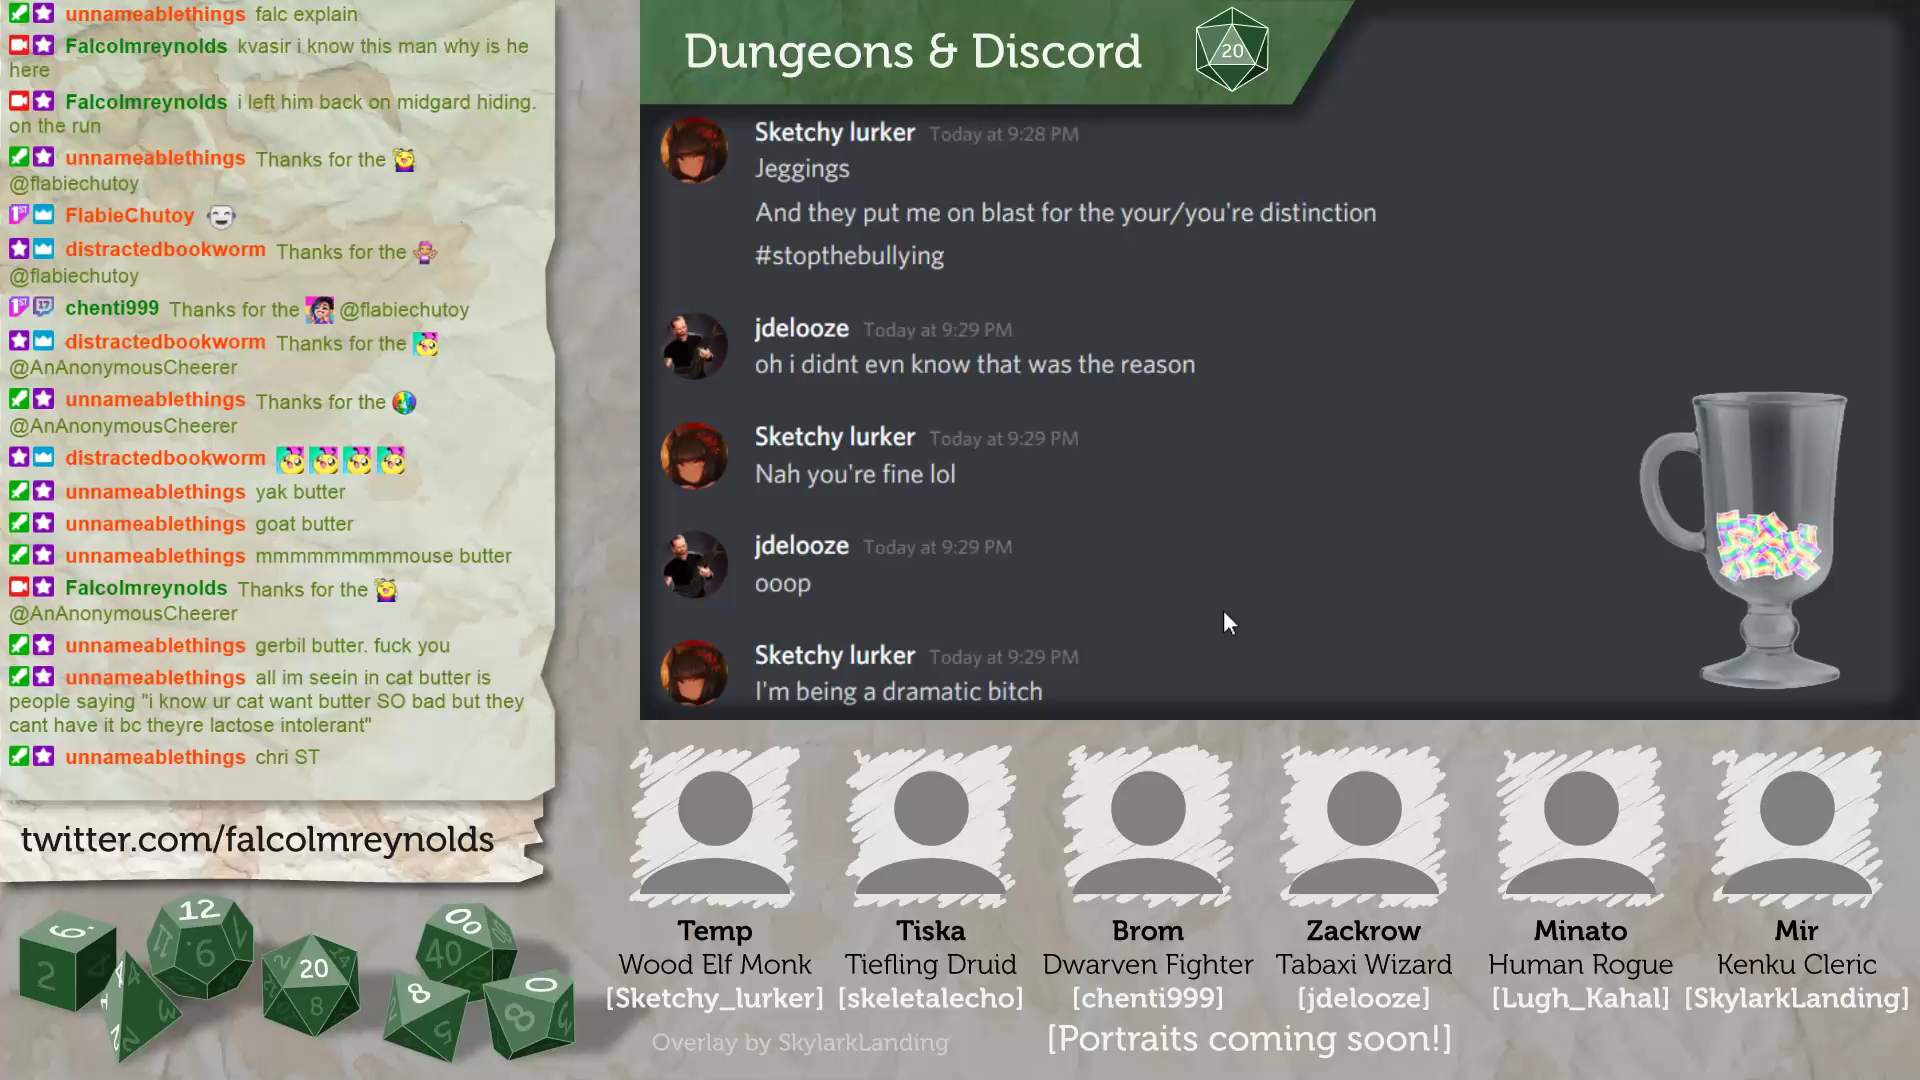 unnameablethings falc explain
Falcolmreynolds kvasir i know this man why is he
here
Falcolmreynolds i left him back on midgard hiding.
on the run
unnameablethings Thanks for the
@flabiechutoy
FlabieChutoy
distractedbookworm Thanks for the
@flabiechutoy
chenti999 Thanks for the @flabiechutoy
distractedbookworm Thanks for the
@AnAnonymousCheerer
unnameablethings Thanks for the
@AnAnonymousCheerer
distractedbookworm
unnameablethings yak butter
unnameablethings goat butter
unnameablethings mmmmmmmmouse butter
Falcolmreynolds Thanks for the
@AnAnonymousCheerer
unnameablethings gerbil butter. fuck you
unnameablethings all im seein in cat butter is
people saying "i know ur cat want butter SO bad but they
cant have it bc theyre lactose intolerant"
unnameablethings chri ST
twitter.com/falcolmreynolds
Dungeons & Discord
20
Sketchy lurker Today at 9:28 PM
Jeggings
And they put me on blast for the your/you're distinction
#stopthebullying
jdelooze Today at 9:29 PM
oh i didnt evn know that was the reason
Sketchy lurker Today at 9:29 PM
Nah you're fine lol
jdelooze Today at 9:29 PM
ooop
Sketchy lurker Today at 9:29 PM
I'm being a dramatic bitch
Temp
Wood Elf Monk
[Sketchy_lurker]
Tiska
Tiefling Druid
[skeletalecho]
Brom
Dwarven Fighter
[chenti999]
Zackrow
Tabaxi Wizard
[jdelooze]
Minato
Human Rogue
[Lugh_Kahal]
Mir
Kenku Cleric
[SkylarkLanding]
Overlay by SkylarkLanding
[Portraits coming soon!]
6.
2
12
6
20
8
00
40
8
5
0
8